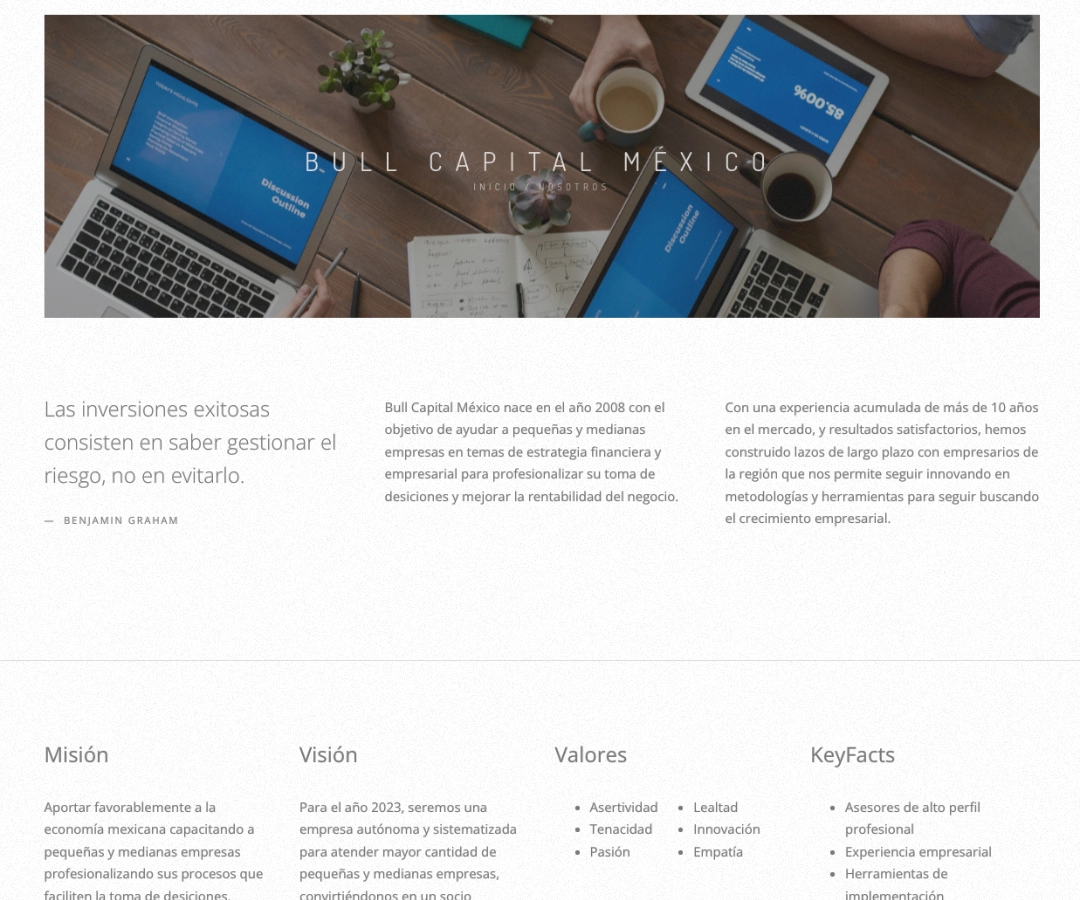 85.00%
Discussion
Outline
BULL CAPITAL MÉXICO
INICIO / NOSOTROS
Discussion
Outline
Las inversiones exitosas
consisten en saber gestionar el
riesgo, no en evitarlo.
— BENJAMIN GRAHAM
Bull Capital México nace en el año 2008 con el
objetivo de ayudar a pequeñas y medianas
empresas en temas de estrategia financiera y
empresarial para profesionalizar su toma de
desiciones y mejorar la rentabilidad del negocio.
Con una experiencia acumulada de más de 10 años
en el mercado, y resultados satisfactorios, hemos
construido lazos de largo plazo con empresarios de
la región que nos permite seguir innovando en
metodologías y herramientas para seguir buscando
el crecimiento empresarial.
Misión
Aportar favorablemente a la
economía mexicana capacitando a
pequeñas y medianas empresas
profesionalizando sus procesos que
faciliten la toma de desiciones,
Visión
Para el año 2023, seremos una
empresa autónoma y sistematizada
para atender mayor cantidad de
pequeñas y medianas empresas,
convirtiéndonos en un socio
Valores
Asertividad
Tenacidad
Pasión
Lealtad
Innovación
Empatía
KeyFacts
Asesores de alto perfil
profesional
Experiencia empresarial
Herramientas de
implementación